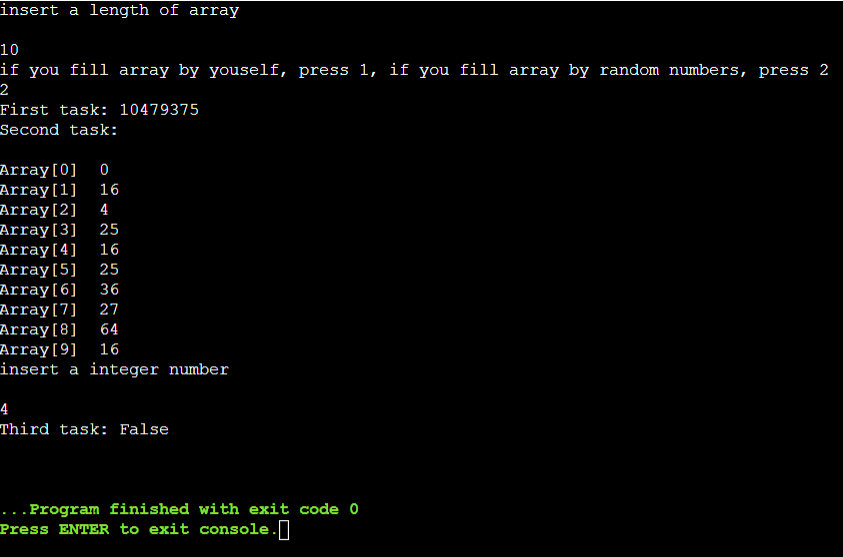 insert a length of array
10
if you fill array by youself, press 1, if you fill array by random numbers, press 2
2
First task: 10479375
Second task:
Array[0]  0
Array[1]  16
Array[2]  4
Array[3]  25
Array[4]  16
Array[5]  25
Array[6]  36
Array[7]  27
Array[8]  64
Array[9]  16
insert a integer number
4
Third task: False
...Program finished with exit code 0
Press ENTER to exit console.